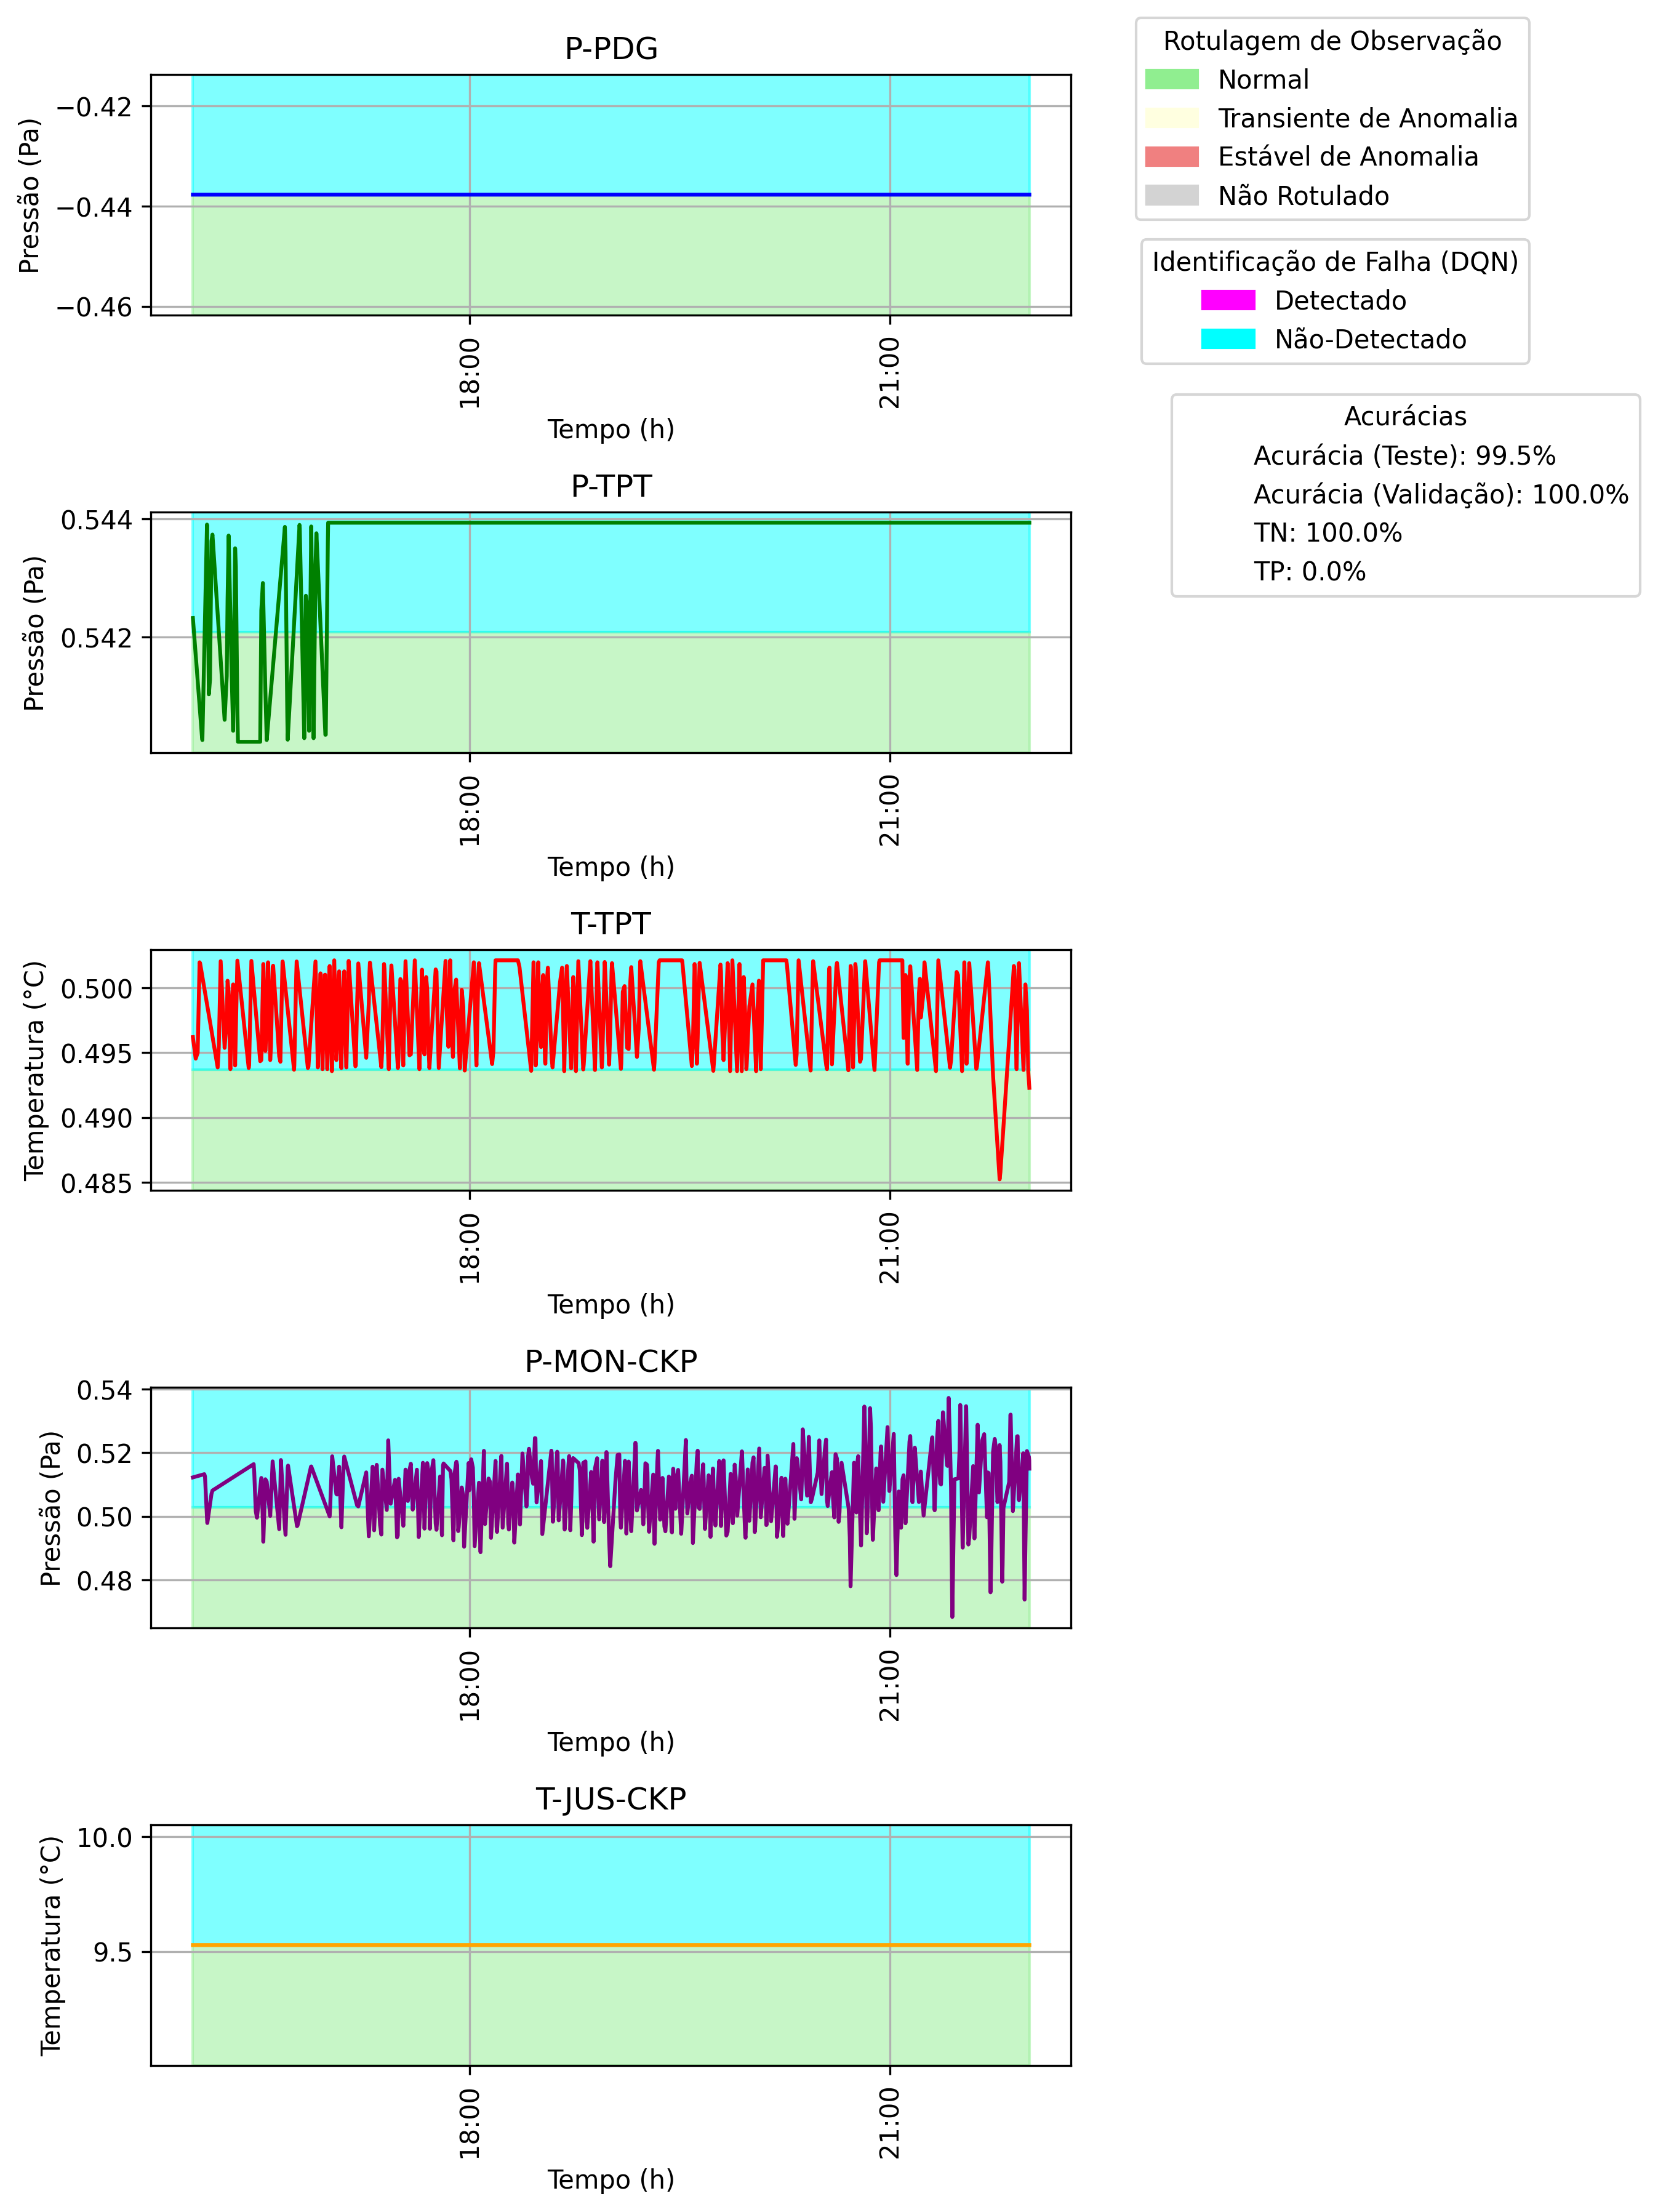 P-PDG
Pressão (Pa)
−0.42
−0.44
−0.46
18:00
21:00
Tempo (h)
P-TPT
Pressão (Pa)
0.544
0.542
18:00
21:00
Tempo (h)
T-TPT
Temperatura (°C)
0.500
0.495
0.490
0.485
18:00
21:00
Tempo (h)
P-MON-CKP
Pressão (Pa)
0.54
0.52
0.50
0.48
18:00
21:00
Tempo (h)
T-JUS-CKP
Temperatura (°C)
10.0
9.5
18:00
21:00
Tempo (h)
Rotulagem de Observação
Normal
Transiente de Anomalia
Estável de Anomalia
Não Rotulado
Identificação de Falha (DQN)
Detectado
Não-Detectado
Acurácias
Acurácia (Teste): 99.5%
Acurácia (Validação): 100.0%
TN: 100.0%
TP: 0.0%